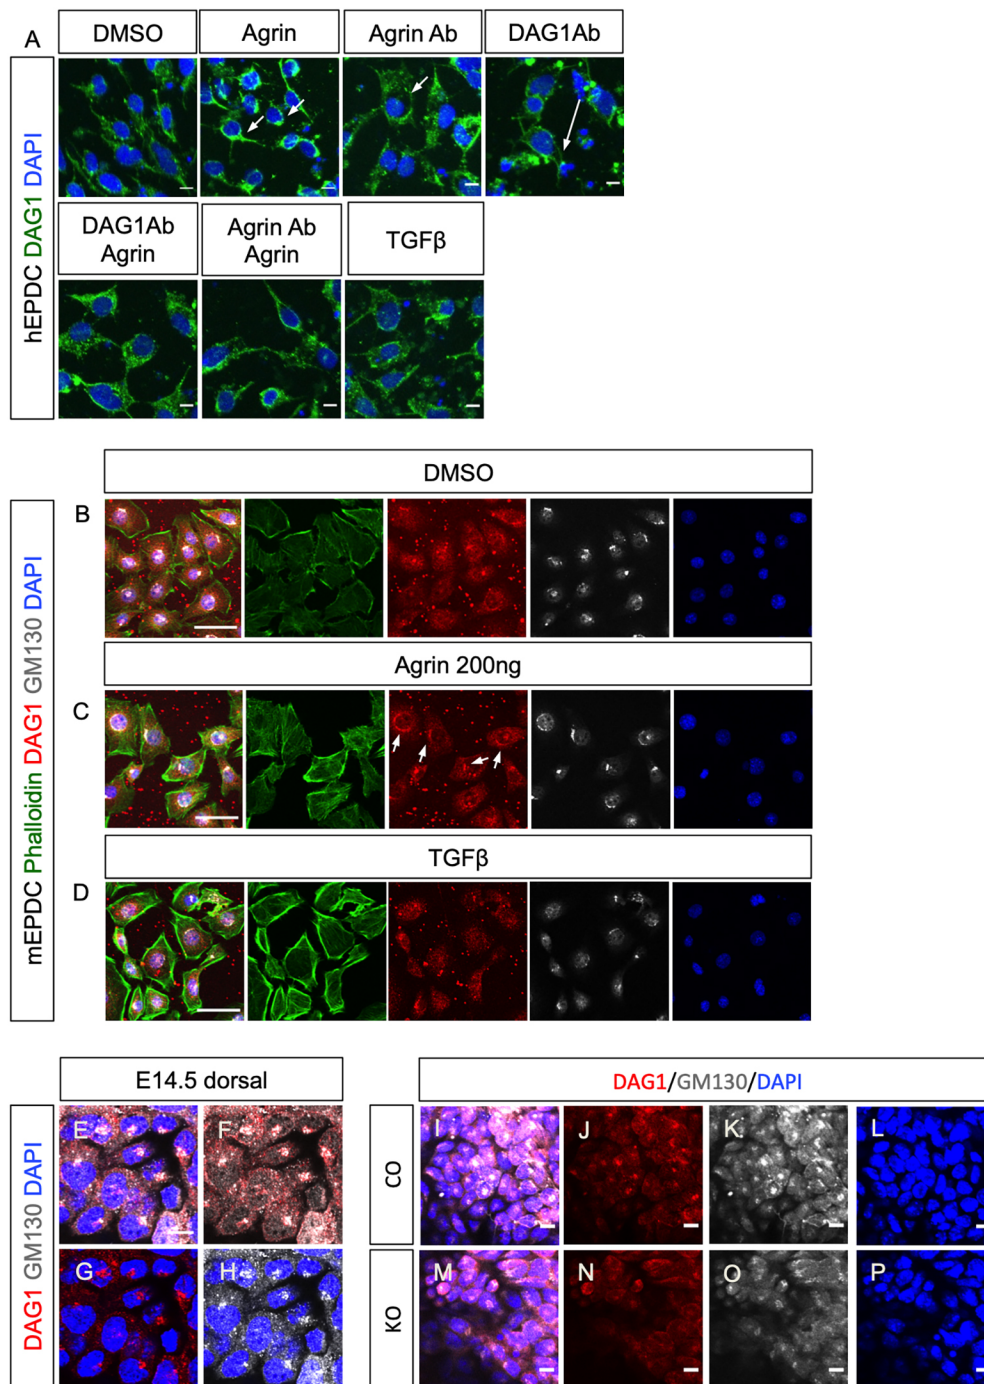 A
DMSO
Agrin
Agrin Ab
DAG1Ab
hEPDC DAG1 DAPI
DAG1Ab
Agrin
Agrin Ab
Agrin
TGFβ
DMSO
B
mEPDC Phalloidin DAG1 GM130 DAPI
Agrin 200ng
C
TGFβ
D
E14.5 dorsal
DAG1/GM130/DAPI
DAG1 GM130 DAPI
E
F
G
H
CO
I
J
K
L
KO
M
N
O
P